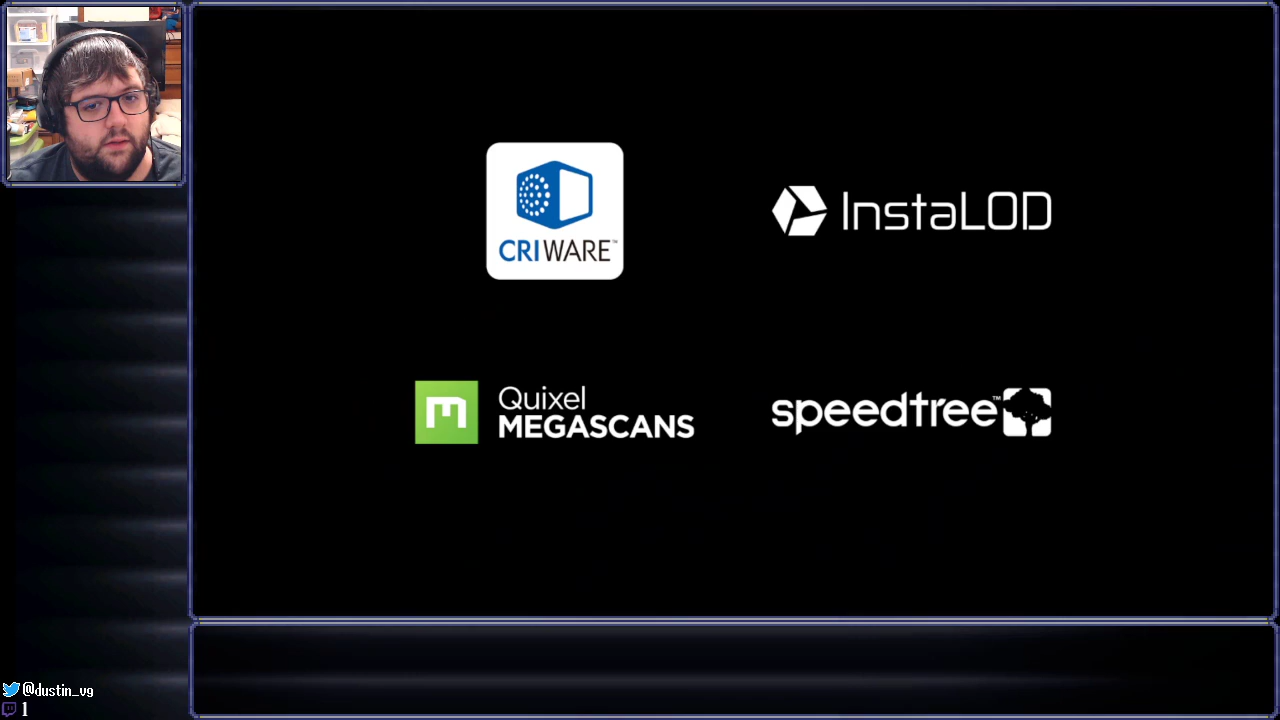 CRIWARE™
InstaLOD
Quixel
MEGASCANS
speedtree™
@dustin_vg
1